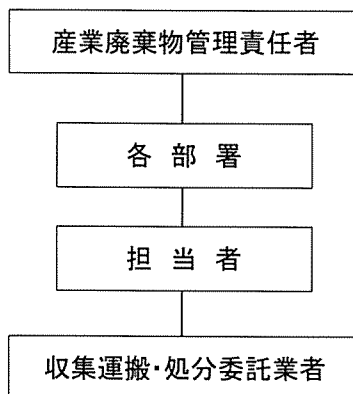 産業廃棄物管理責任者
各 部 署
担 当 者
収集運搬・処分委託業者